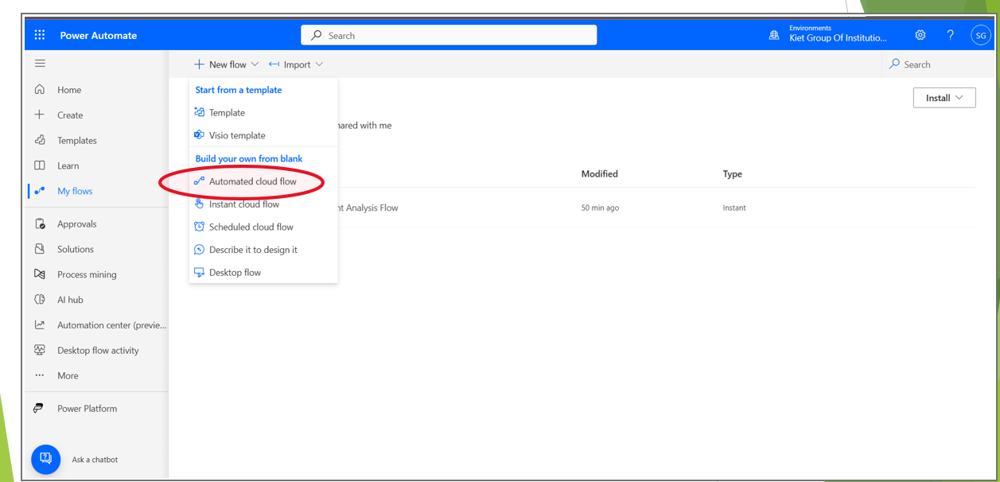 Power Automate
Search
Environments
Kiet Group Of Institutio...
?
SG
New flow
Import
Search
Home
Create
Templates
Learn
My flows
Approvals
Solutions
Process mining
AI hub
Automation center (previe...
Desktop flow activity
More
Power Platform
Ask a chatbot
Start from a template
Template
Visio template
Build your own from blank
Automated cloud flow
Instant cloud flow
Scheduled cloud flow
Describe it to design it
Desktop flow
Install
with me
Modified
Type
Analysis Flow
50 min ago
Instant